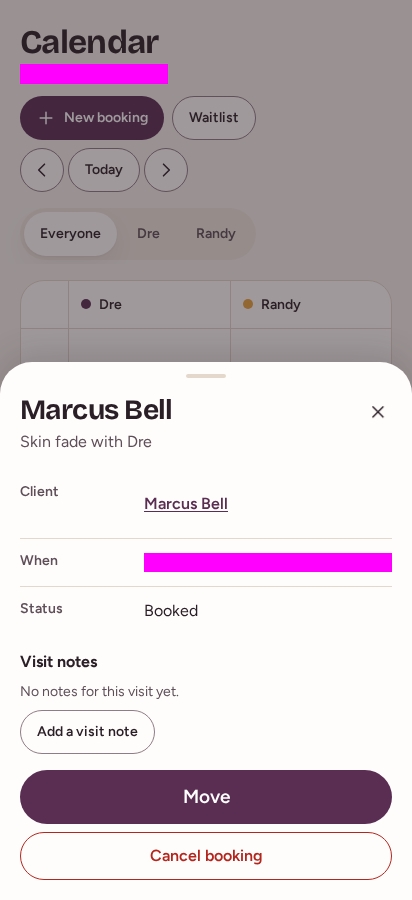 Calendar
New booking
Waitlist
Today
Everyone
Dre
Randy
Dre
Randy
Marcus Bell
Skin fade with Dre
Client
Marcus Bell
When
Status
Booked
Visit notes
No notes for this visit yet.
Add a visit note
Move
Cancel booking